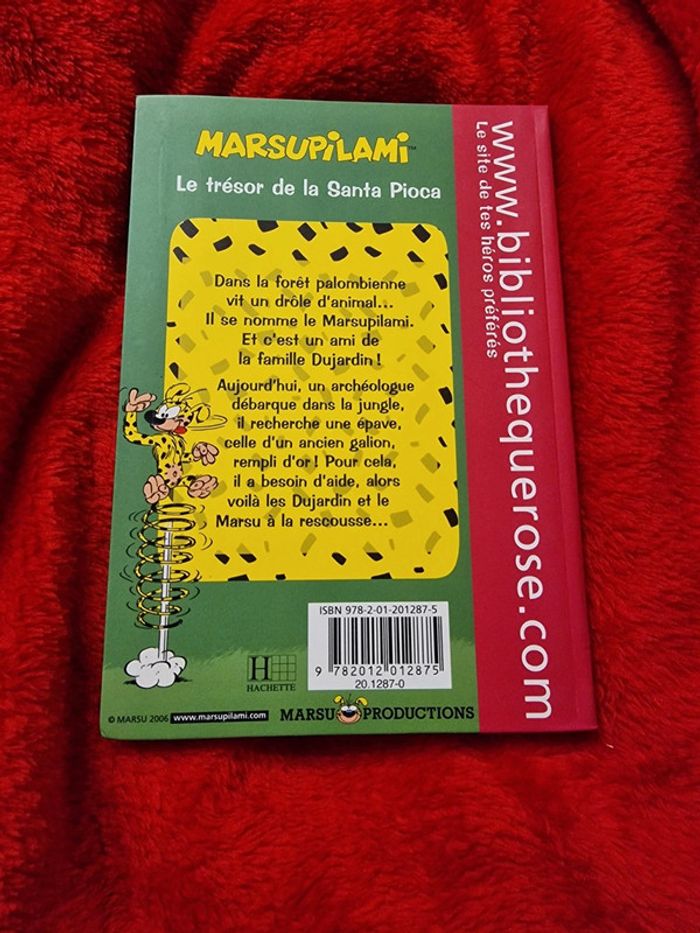 MARSUPILAMI™
Le trésor de la Santa Pioca
Dans la forêt palombienne
vit un drôle d'animal...
Il se nomme le Marsupilami.
Et c'est un ami de
la famille Dujardin !
Aujourd'hui, un archéologue
débarque dans la jungle,
il recherche une épave,
celle d'un ancien galion,
rempli d'or ! Pour cela,
il a besoin d'aide, alors
voilà les Dujardin et le
Marsu à la rescousse...
ISBN 978-2-01-201287-5
9 782012 012875
20.1287-0
H
HACHETTE
© MARSU 2006 www.marsupilami.com
MARSU PRODUCTIONS
www.bibliothequerose.com
Le site de tes héros préférés